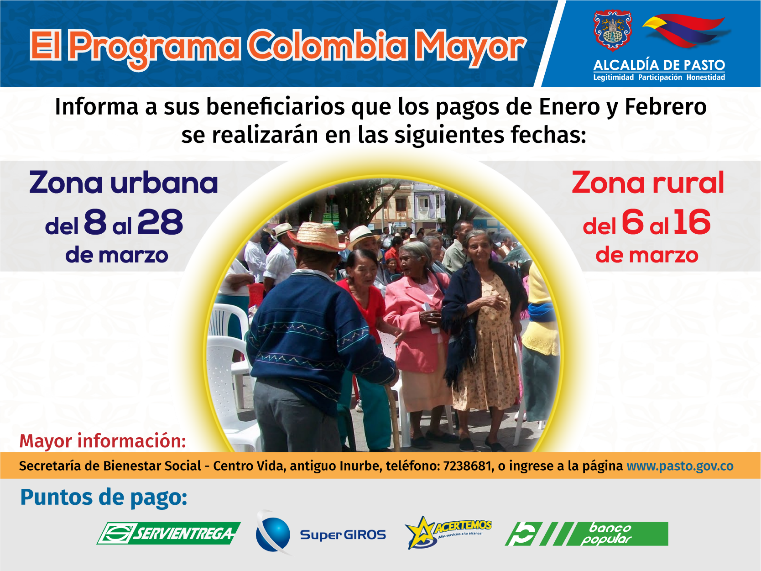 El Programa Colombia Mayor
ALCALDÍA DE PASTO
Legitimidad Participación Honestidad
Informa a sus beneficiarios que los pagos de Enero y Febrero
se realizarán en las siguientes fechas:
Zona urbana
del 8 al 28
de marzo
Zona rural
del 6 al 16
de marzo
Mayor información:
Secretaría de Bienestar Social - Centro Vida, antiguo Inurbe, teléfono: 7238681, o ingrese a la página www.pasto.gov.co
Puntos de pago:
SERVIENTREGA
SuperGIROS
ACERTEMOS
banco
popular